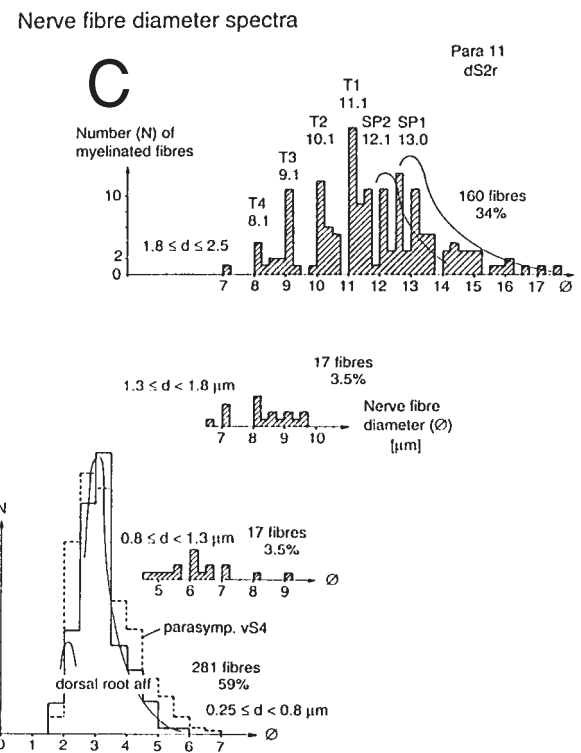 Nerve fibre diameter spectra
C
Para 11
dS2r
T1
11.1
Number (N) of
myelinated fibres
T2
10.1
SP2
12.1
SP1
13.0
T3
9.1
T4
8.1
160 fibres
34%
10
2
0
1.8 ≤ d ≤ 2.5
7 8 9 10 11 12 13 14 15 16 17 Ø
17 fibres
3.5%
1.3 ≤ d < 1.8 μm
Nerve fibre
diameter (Ø)
[μm]
7 8 9 10
N
0.8 ≤ d < 1.3 μm
17 fibres
3.5%
5 6 7 8 9 Ø
parasymp. vS4
281 fibres
59%
dorsal root aff
0.25 ≤ d < 0.8 μm
0 1 2 3 4 5 6 7 Ø